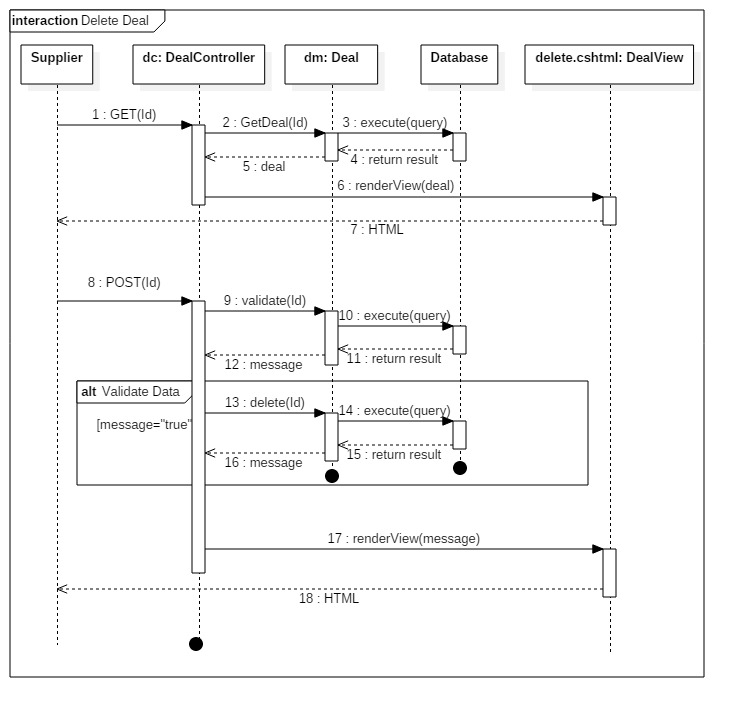 interaction Delete Deal
Supplier
dc: DealController
dm: Deal
Database
delete.cshtml: DealView
1 : GET(Id)
2 : GetDeal(Id)
3 : execute(query)
4 : return result
5 : deal
6 : renderView(deal)
7 : HTML
8 : POST(Id)
9 : validate(Id)
10 : execute(query)
11 : return result
12 : message
alt Validate Data
13 : delete(Id)
14 : execute(query)
[message="true"
15 : return result
16 : message
17 : renderView(message)
18 : HTML